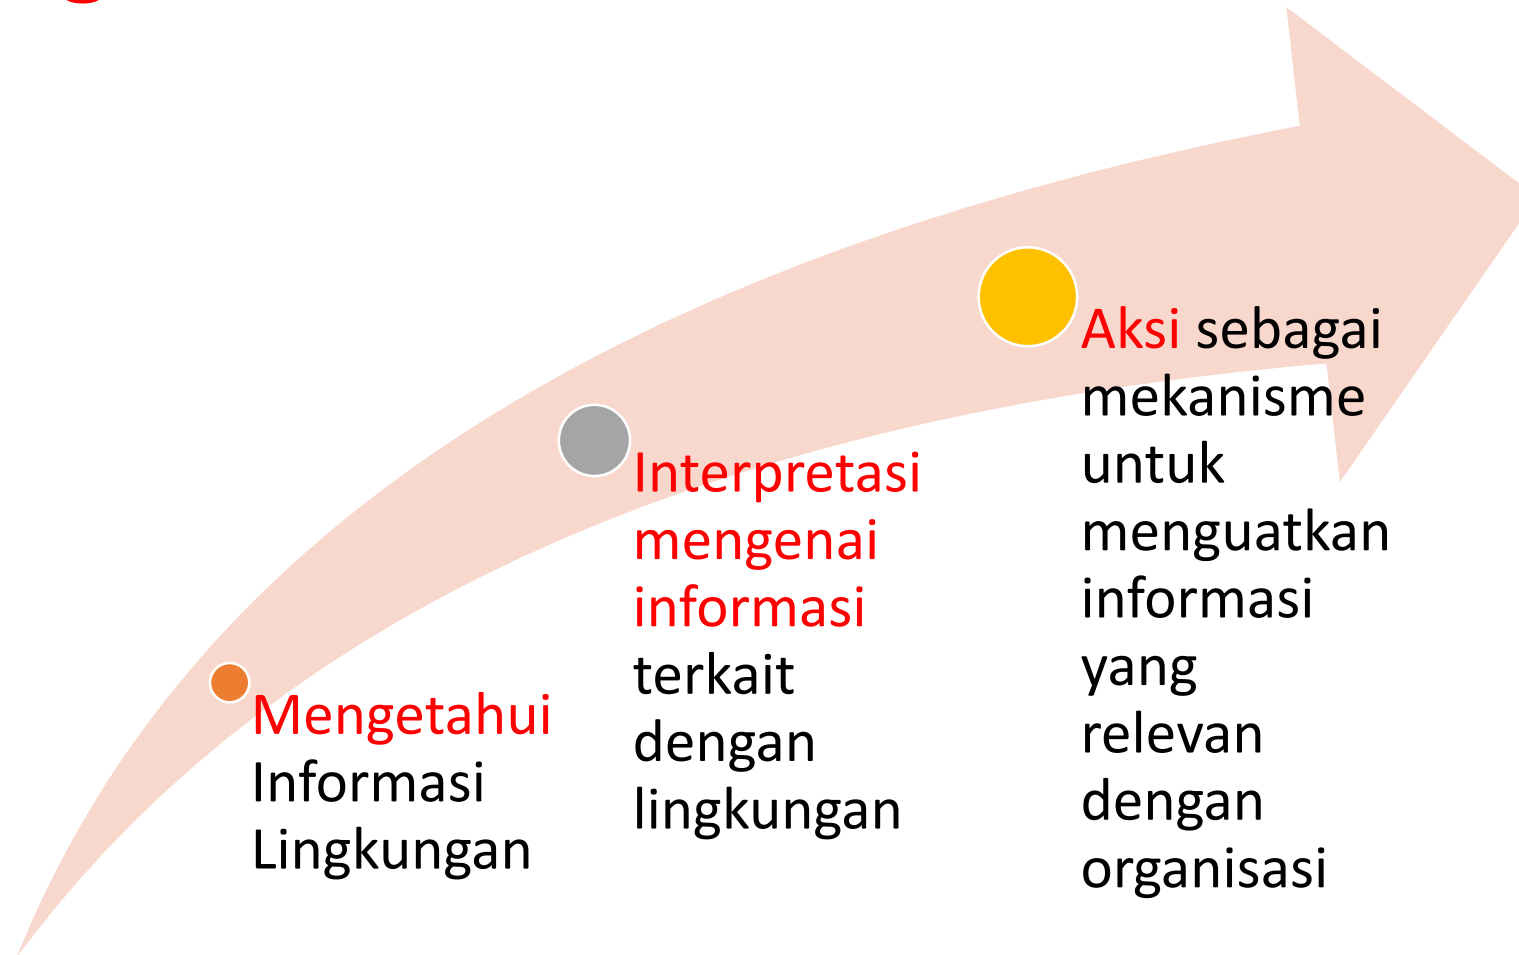 Mengetahui
Informasi
Lingkungan
Interpretasi
mengenai
informasi
terkait
dengan
lingkungan
Aksi sebagai
mekanisme
untuk
menguatkan
informasi
yang
relevan
dengan
organisasi